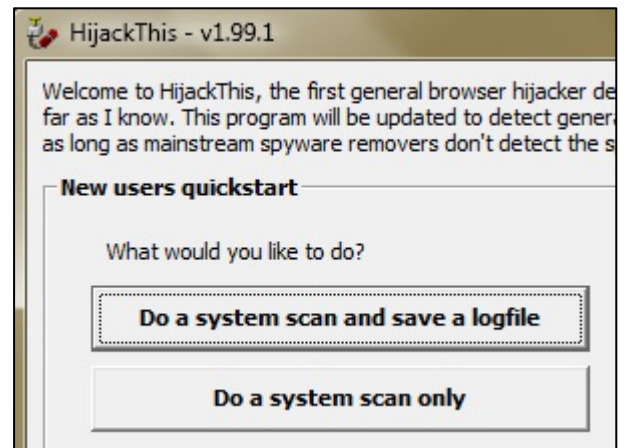 HijackThis - v1.99.1
Welcome to HijackThis, the first general browser hijacker de
far as I know. This program will be updated to detect gener
as long as mainstream spyware removers don't detect the s
New users quickstart
What would you like to do?
Do a system scan and save a logfile
Do a system scan only